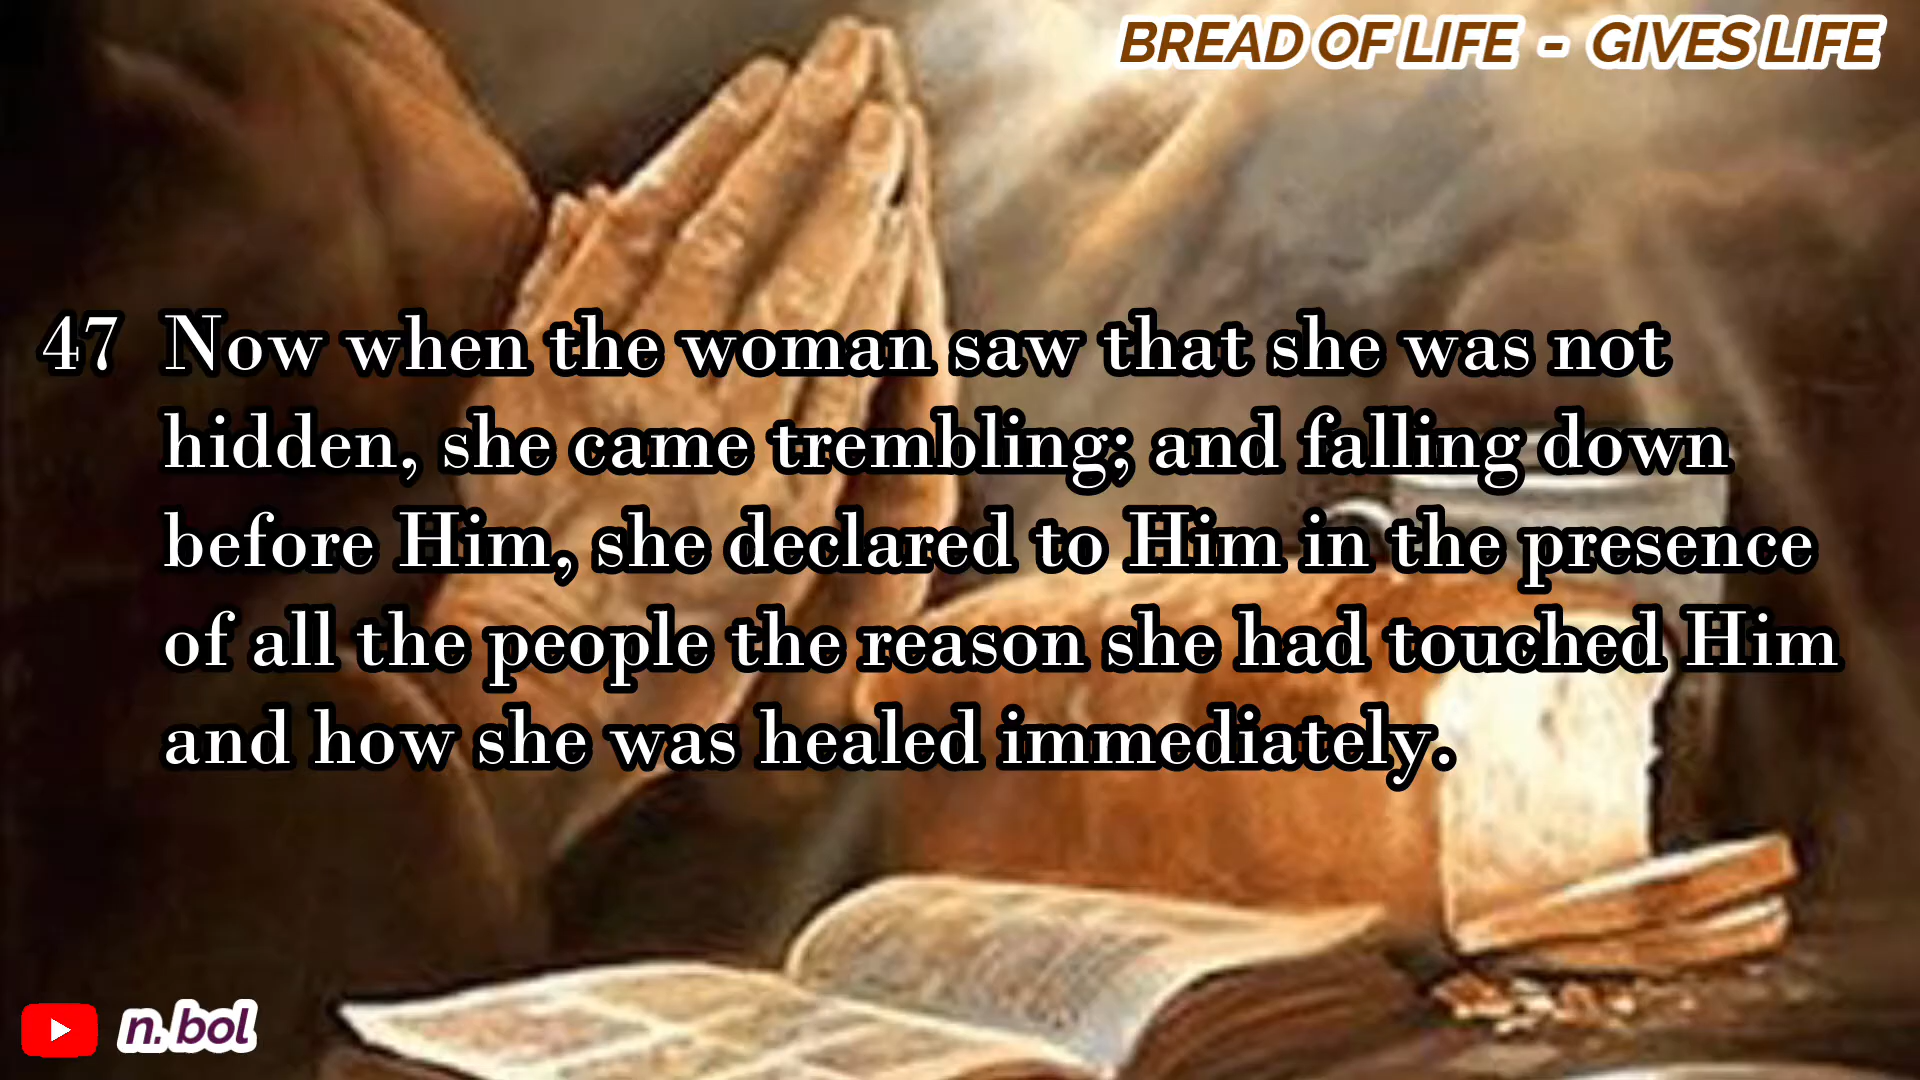 BREAD OF LIFE - GIVES LIFE
47 Now when the woman saw that she was not
hidden, she came trembling; and falling down
before Him, she declared to Him in the presence
of all the people the reason she had touched Him
and how she was healed immediately.
n. bol